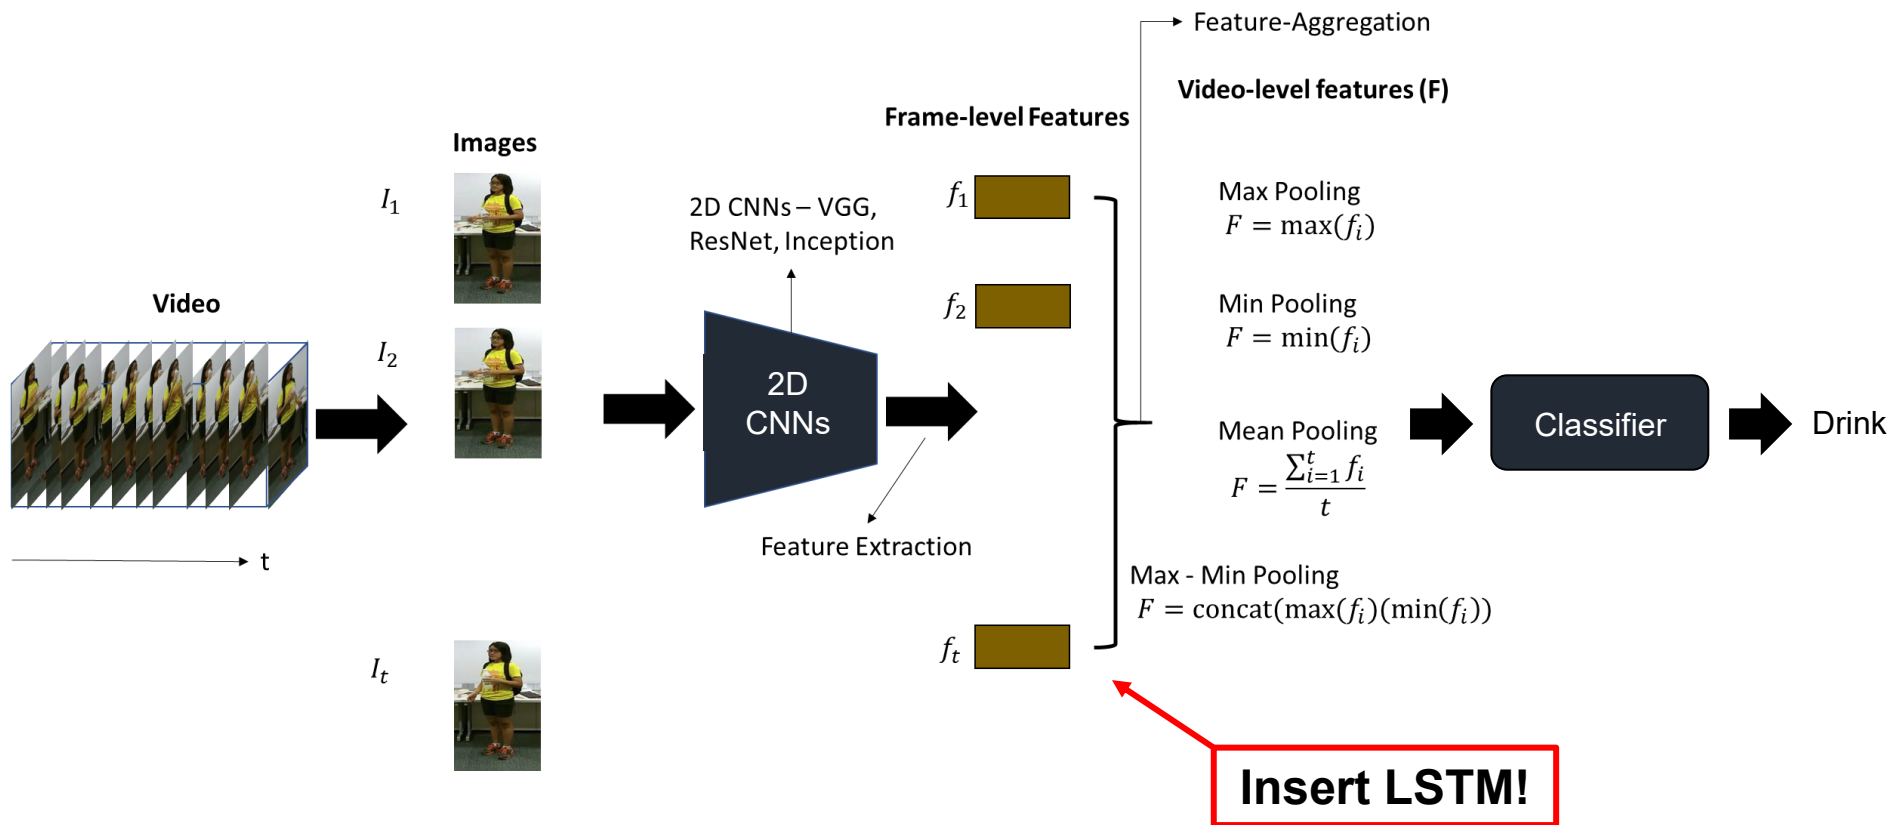 Feature-Aggregation
Video-level features (F)
Frame-level Features
Images
Video
t
I₁
I₂
Iₜ
2D CNNs – VGG,
ResNet, Inception
2D
CNNs
Feature Extraction
f₁
f₂
fₜ
Max Pooling
F = max(fᵢ)
Min Pooling
F = min(fᵢ)
Mean Pooling
F = ∑ᵗᵢ₌₁ fᵢ / t
Max - Min Pooling
F = concat(max(fᵢ)(min(fᵢ))
Classifier
Drink
Insert LSTM!